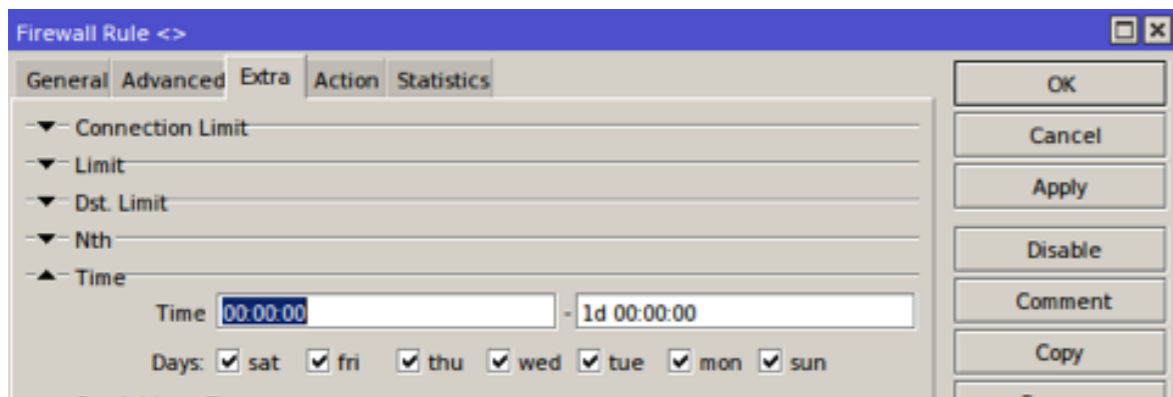 Firewall Rule <>
General Advanced Extra Action Statistics
OK
Connection Limit
Cancel
Limit
Apply
Dst. Limit
Nth
Disable
Time
Time 00:00:00 - 1d 00:00:00
Comment
Days: sat fri thu wed tue mon sun
Copy